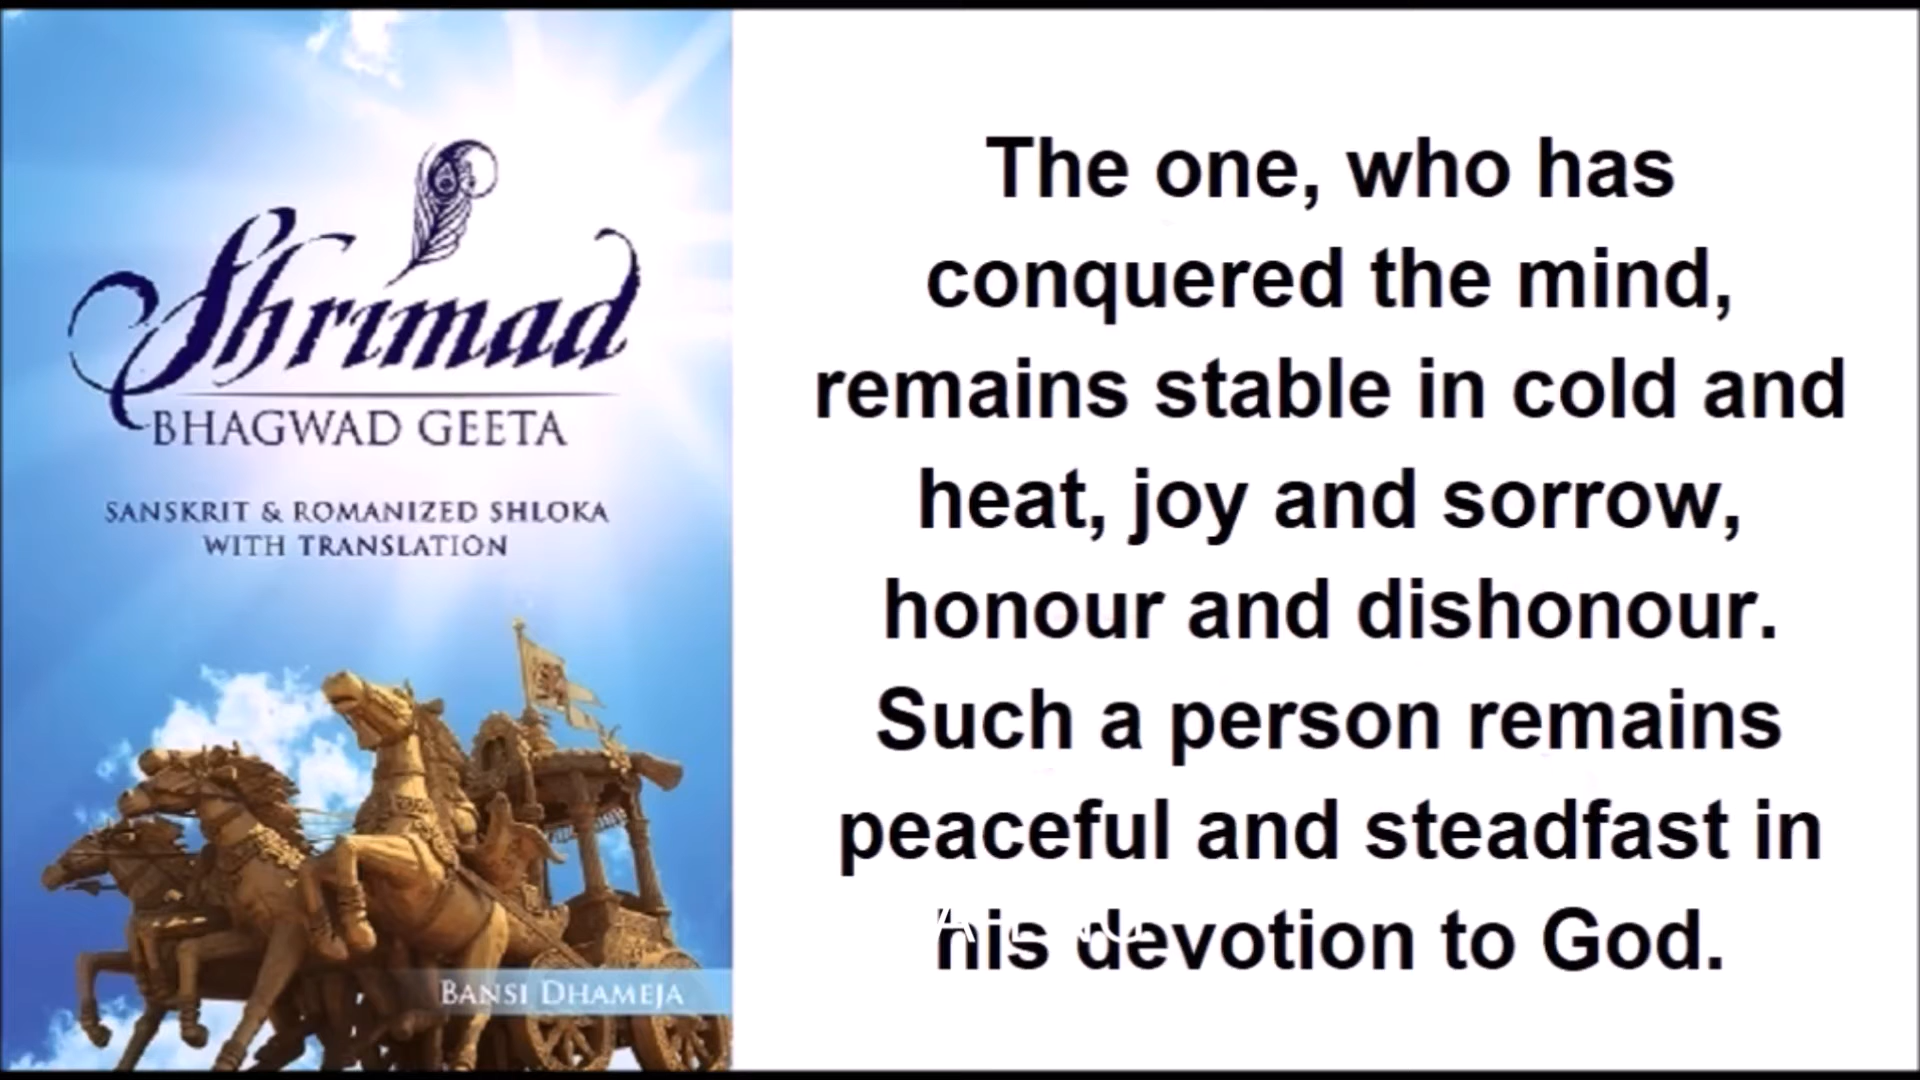 Shrimad
BHAGWAD GEETA
SANSKRIT & ROMANIZED SHLOKA
WITH TRANSLATION
BANSI DHAMEJA
The one, who has
conquered the mind,
remains stable in cold and
heat, joy and sorrow,
honour and dishonour.
Such a person remains
peaceful and steadfast in
his devotion to God.